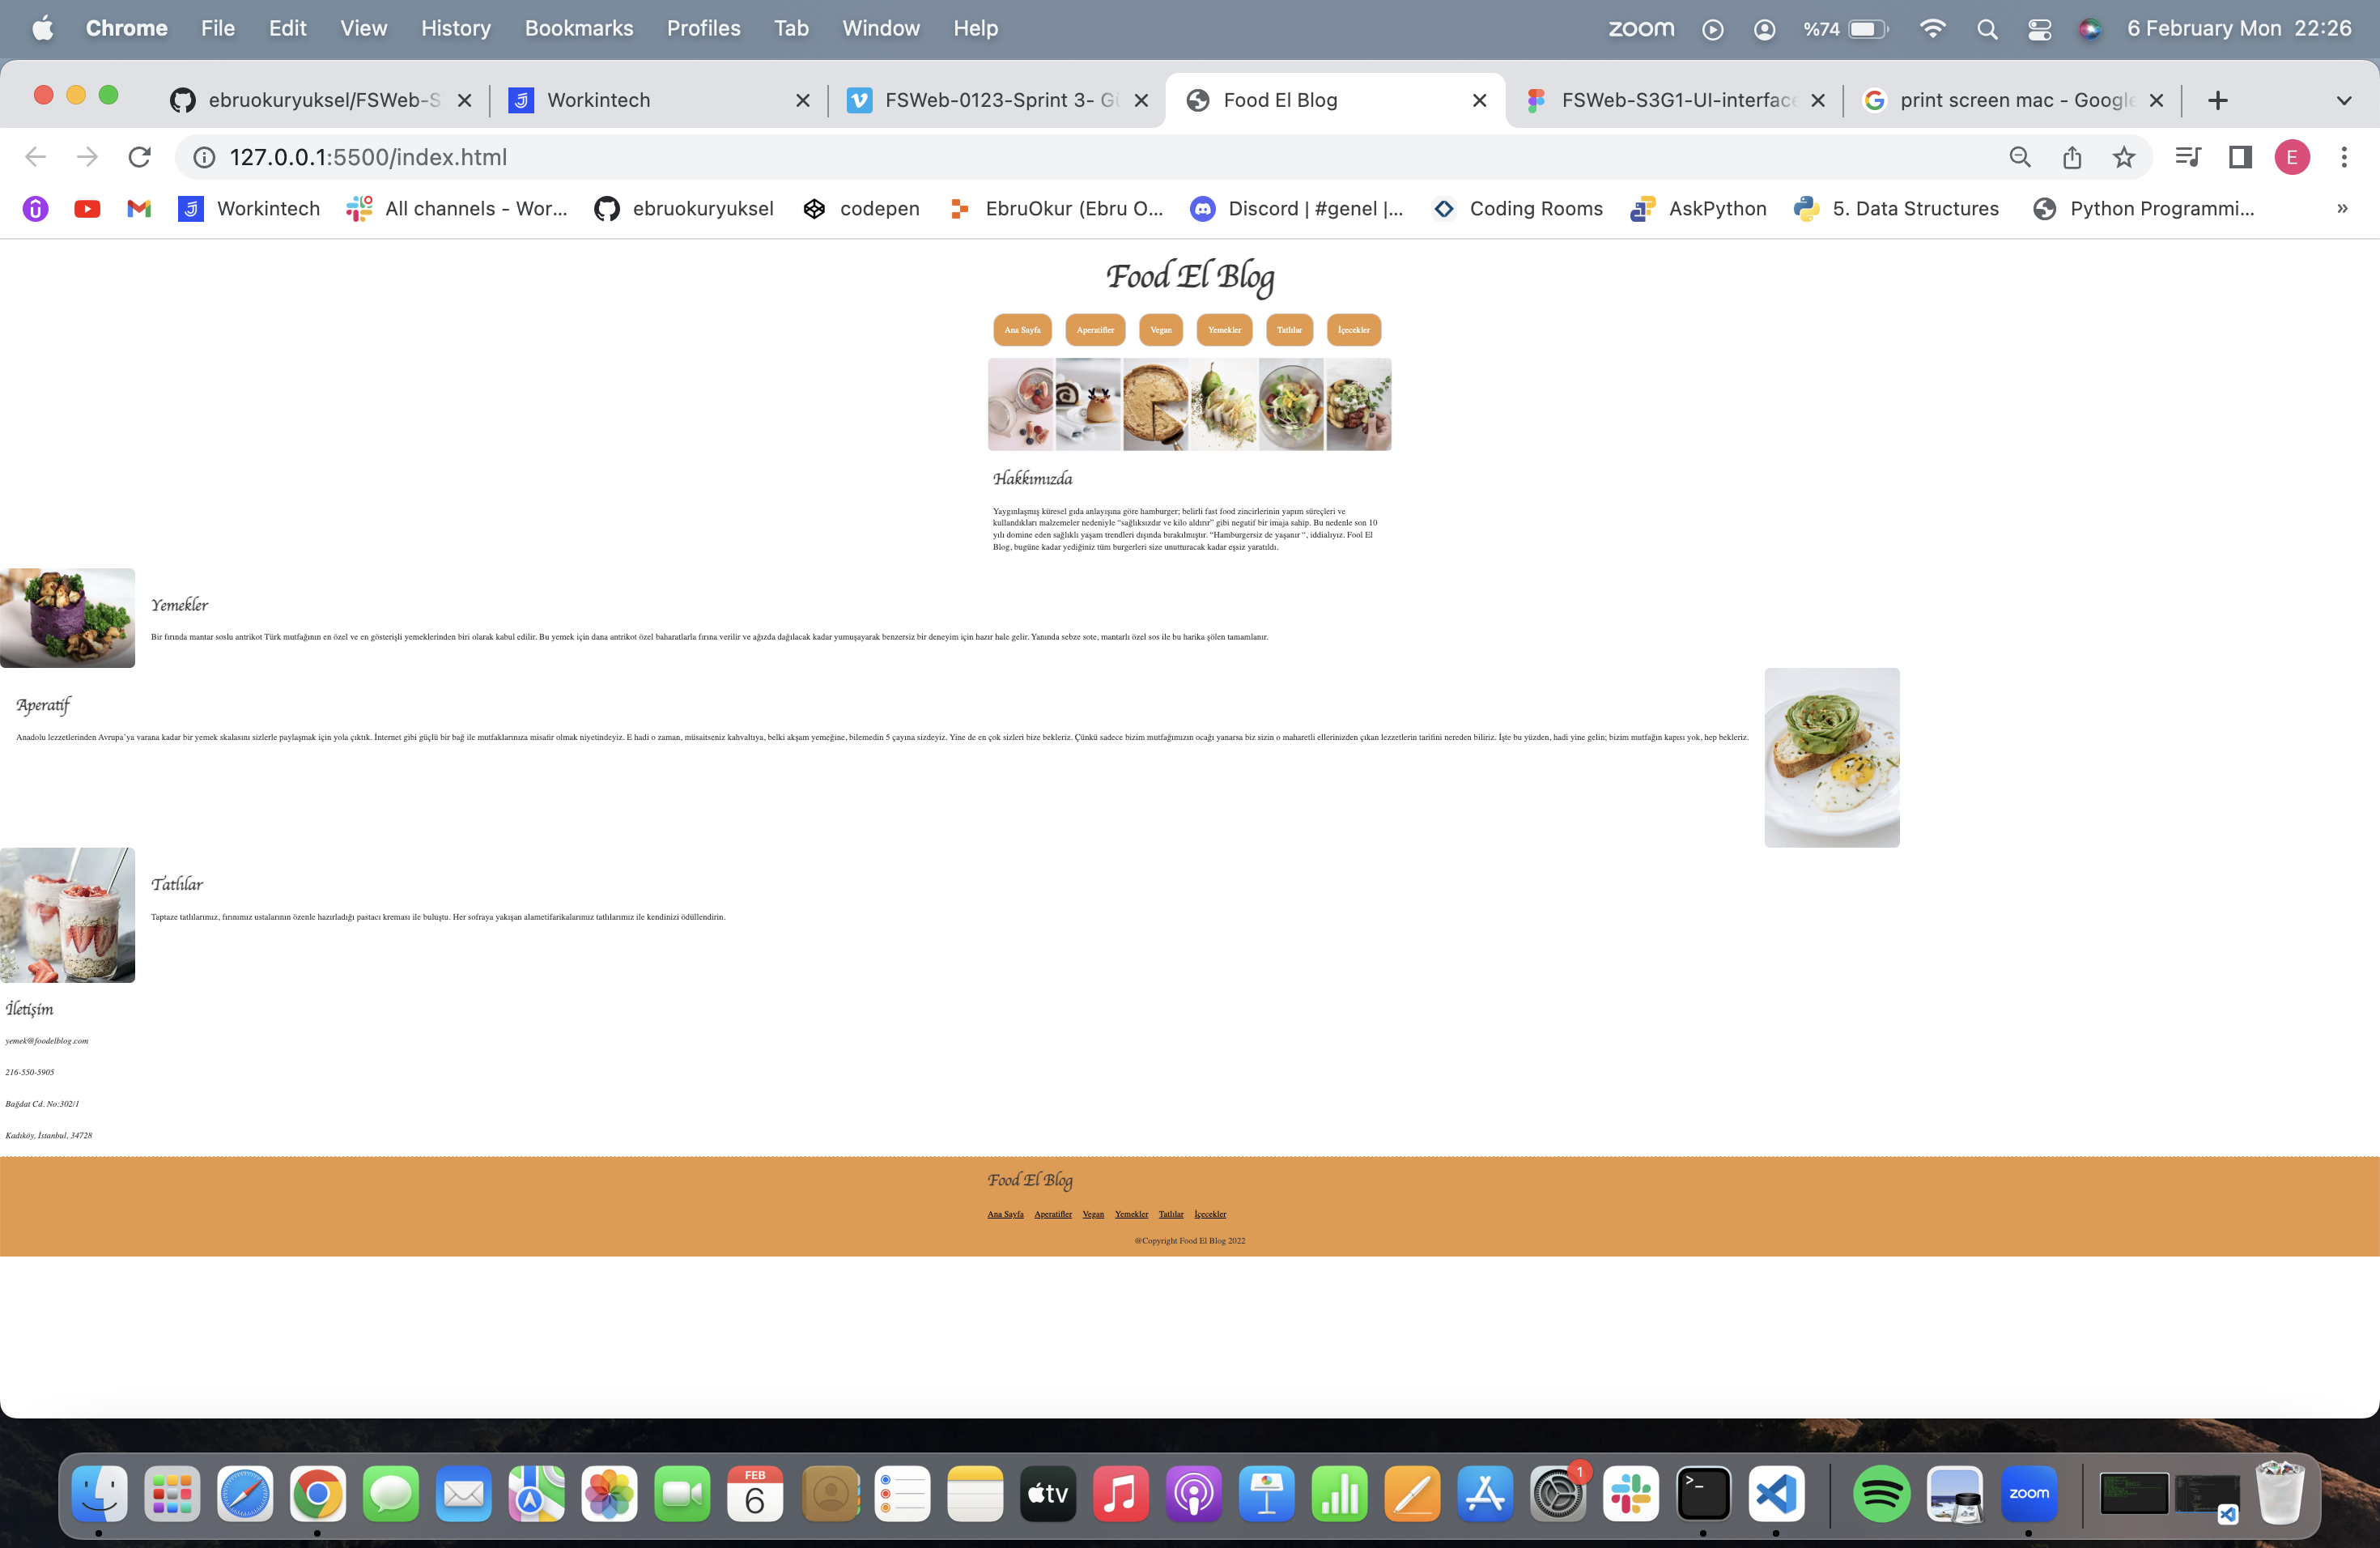 Chrome File Edit View History Bookmarks Profiles Tab Window Help zoom %74 6 February Mon 22:26
ebruokuryuksel/FSWeb-S Workintech FSWeb-0123-Sprint 3- Gü Food El Blog FSWeb-S3G1-UI-interface print screen mac - Google
127.0.0.1:5500/index.html E
Workintech All channels - Wor... ebruokuryuksel codepen EbruOkur (Ebru O... Discord | #genel |... Coding Rooms AskPython 5. Data Structures Python Programmi... »
Food El Blog
Ana Sayfa Aperatifler Vegan Yemekler Tatlılar İçecekler
Hakkımızda
Yaygınlaşmış küresel gıda anlayışına göre hamburger; belirli fast food zincirlerinin yapım süreçleri ve
kullandıkları malzemeler nedeniyle “sağlıksızdır ve kilo aldırır” gibi negatif bir imaja sahip. Bu nedenle son 10
yılı domine eden sağlıklı yaşam trendleri dışında bırakılmıştır. “Hamburgersiz de yaşanır “, iddialıyız. Fool El
Blog, bugüne kadar yediğiniz tüm burgerleri size unutturacak kadar eşsiz yaratıldı.
Yemekler
Bir fırında mantar soslu antrikot Türk mutfağının en özel ve en gösterişli yemeklerinden biri olarak kabul edilir. Bu yemek için dana antrikot özel baharatlarla fırına verilir ve ağızda dağılacak kadar yumuşayarak benzersiz bir deneyim için hazır hale gelir. Yanında sebze sote, mantarlı özel sos ile bu harika şölen tamamlanır.
Aperatif
Anadolu lezzetlerinden Avrupa’ya varana kadar bir yemek skalasını sizlerle paylaşmak için yola çıktık. İnternet gibi güçlü bir bağ ile mutfaklarınıza misafir olmak niyetindeyiz. E hadi o zaman, müsaitseniz kahvaltıya, belki akşam yemeğine, bilemedin 5 çayına sizdeyiz. Yine de en çok sizleri bize bekleriz. Çünkü sadece bizim mutfağımızın ocağı yanarsa biz sizin o maharetli ellerinizden çıkan lezzetlerin tarifini nereden biliriz. İşte bu yüzden, hadi yine gelin; bizim mutfağın kapısı yok, hep bekleriz.
Tatlılar
Taptaze tatlılarımız, fırınımız ustalarının özenle hazırladığı pastacı kreması ile buluştu. Her sofraya yakışan alametifarikalarımız tatlılarımız ile kendinizi ödüllendirin.
İletişim
yemek@foodelblog.com
216-550-5905
Bağdat Cd. No:302/1
Kadıköy, İstanbul, 34728
Food El Blog
Ana Sayfa Aperatifler Vegan Yemekler Tatlılar İçecekler
@Copyright Food El Blog 2022
FEB
6
tv
1
zoom